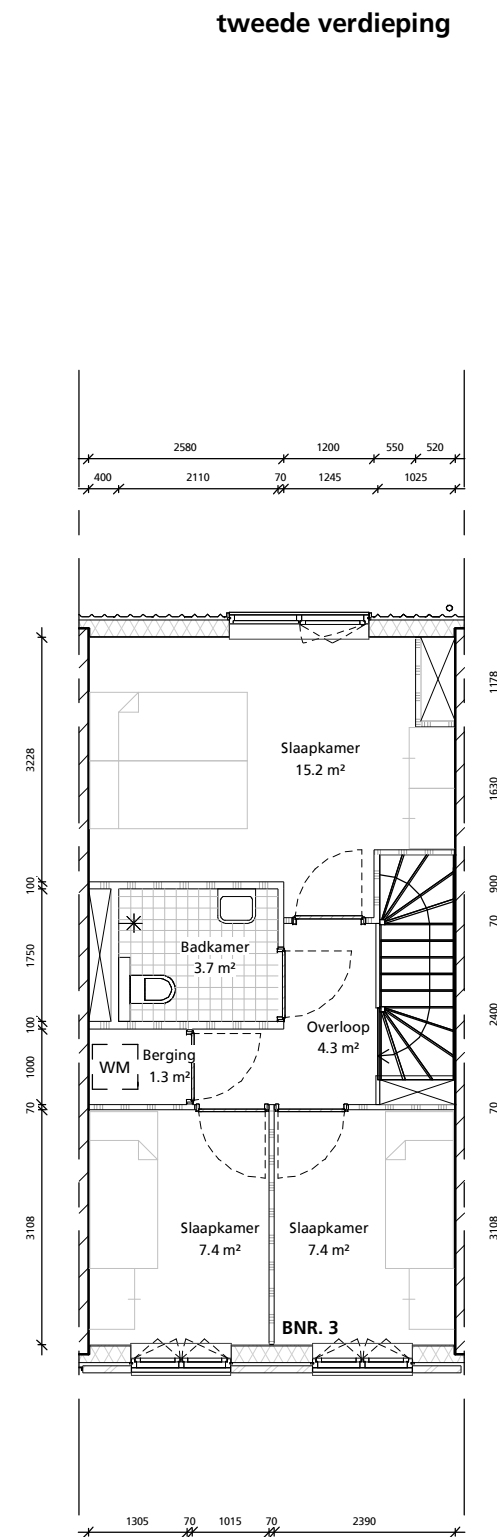 tweede verdieping
2580 1200 550 520
400 2110 70 1245 1025
1178
Slaapkamer
15.2 m²
3228
1630
100
900
Badkamer
3.7 m²
70
1750
Overloop
4.3 m²
2400
100
Berging
1.3 m²
WM
1000
70
70
Slaapkamer
7.4 m²
Slaapkamer
7.4 m²
3108
3108
BNR. 3
1305 70 1015 70 2390